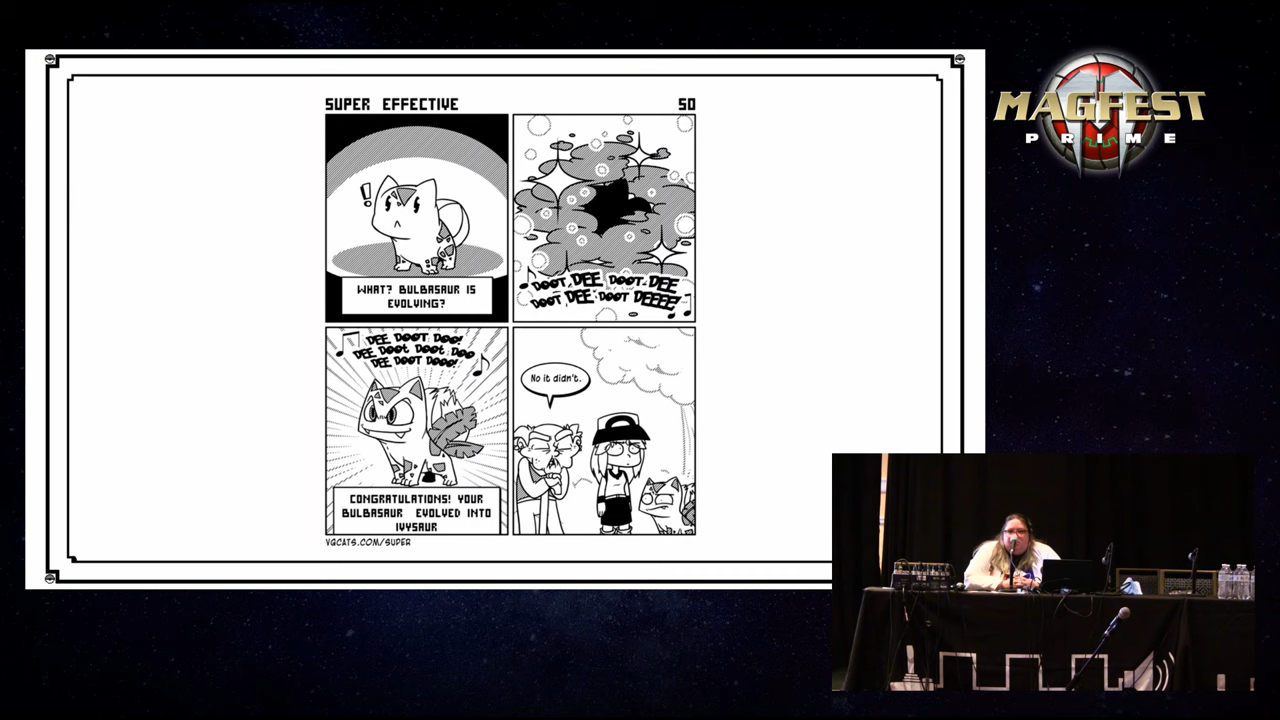 SUPER EFFECTIVE 50
WHAT? BULBASAUR IS
EVOLVING?
DOOT DEE DOOT DEE
DOOT DEE DOOT DEEEE!
DEE DOOT DOO!
DEE DOOT DOOT DOO
DEE DOOT DOOO!
CONGRATULATIONS! YOUR
BULBASAUR EVOLVED INTO
IVYSAUR
No it didn't.
VGCATS.COM/SUPER
MAGFEST
PRIME